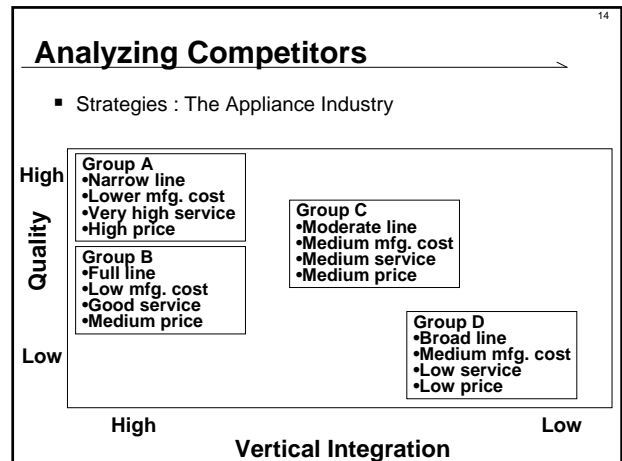 14
Analyzing Competitors
▪ Strategies : The Appliance Industry
High
Quality
Low
Group A
•Narrow line
•Lower mfg. cost
•Very high service
•High price
Group B
•Full line
•Low mfg. cost
•Good service
•Medium price
Group C
•Moderate line
•Medium mfg. cost
•Medium service
•Medium price
Group D
•Broad line
•Medium mfg. cost
•Low service
•Low price
High
Low
Vertical Integration